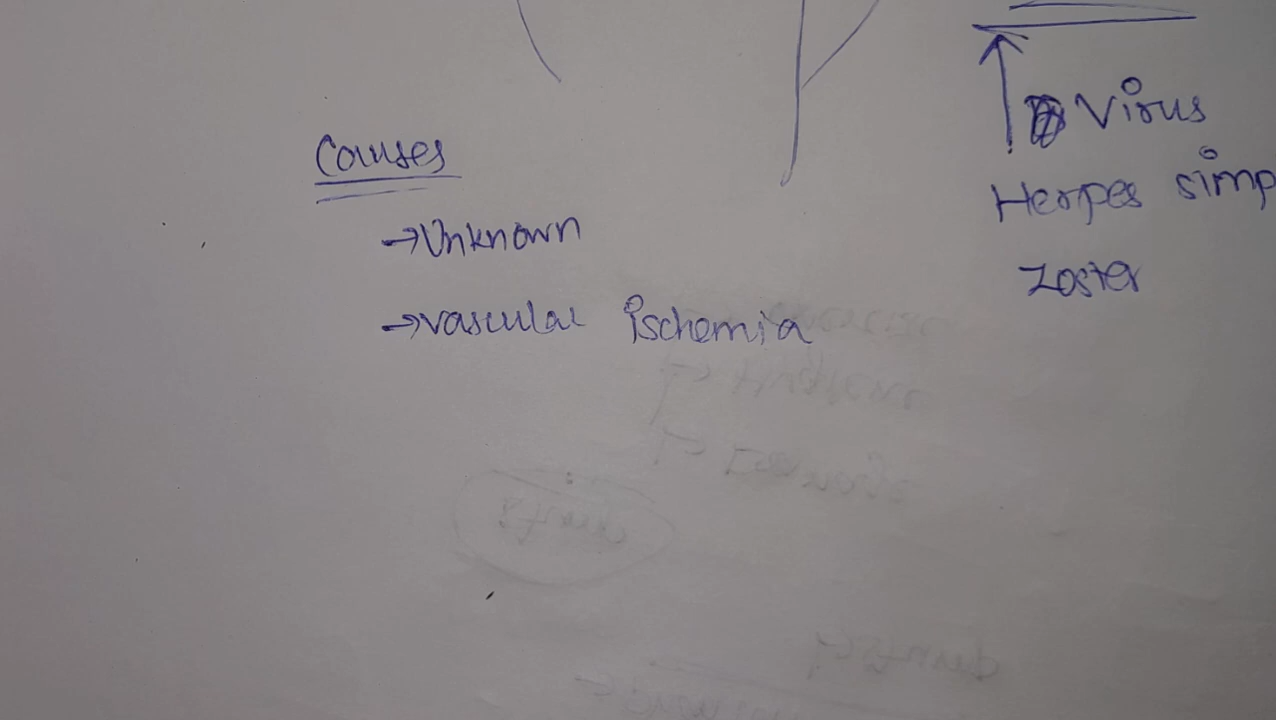 Causes
→Unknown
→vascular ischemia
Virus
Herpes simp
Zoster